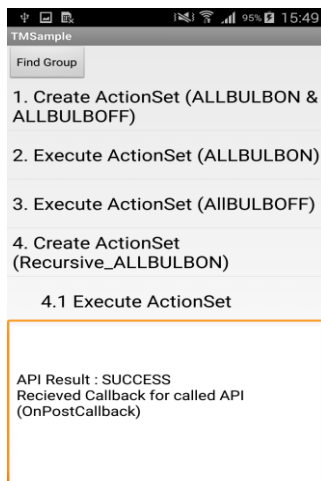 95% 15:49
TMSample
Find Group
1. Create ActionSet (ALLBULBON &
ALLBULBOFF)
2. Execute ActionSet (ALLBULBON)
3. Execute ActionSet (AllBULBOFF)
4. Create ActionSet
(Recursive_ALLBULBON)
4.1 Execute ActionSet
API Result : SUCCESS
Recieved Callback for called API
(OnPostCallback)